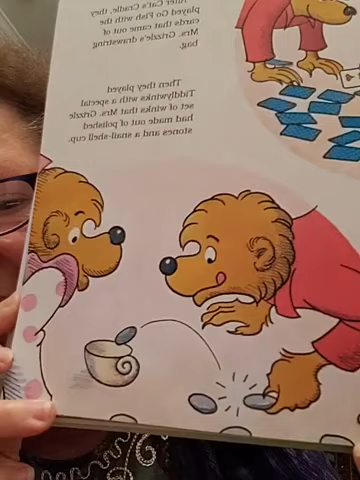 After Cat's Cradle, they
played Go Fish with the
cards that came out of
Mrs. Grizzle's drawstring
bag.
Then they played
Tiddlywinks with a special
set of winks that Mrs. Grizzle
had made out of polished
stones and a snail-shell cup.